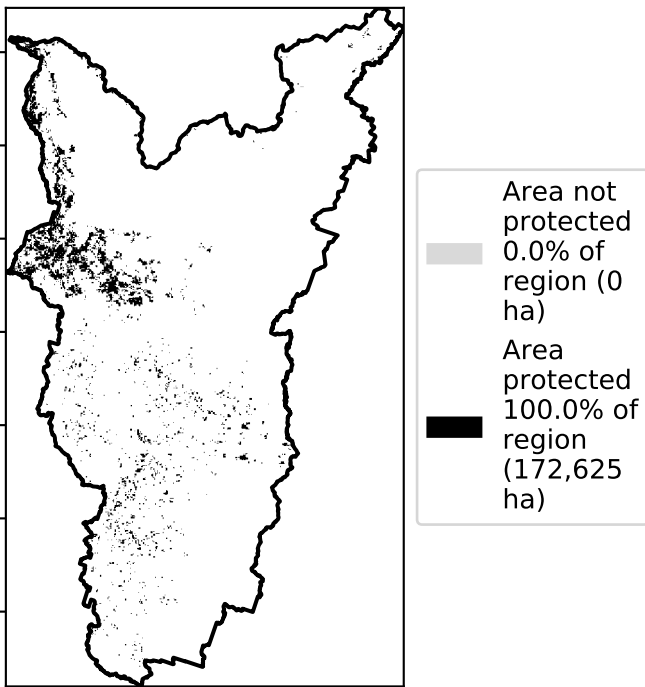 Area not
protected
0.0% of
region (0
ha)
Area
protected
100.0% of
region
(172,625
ha)